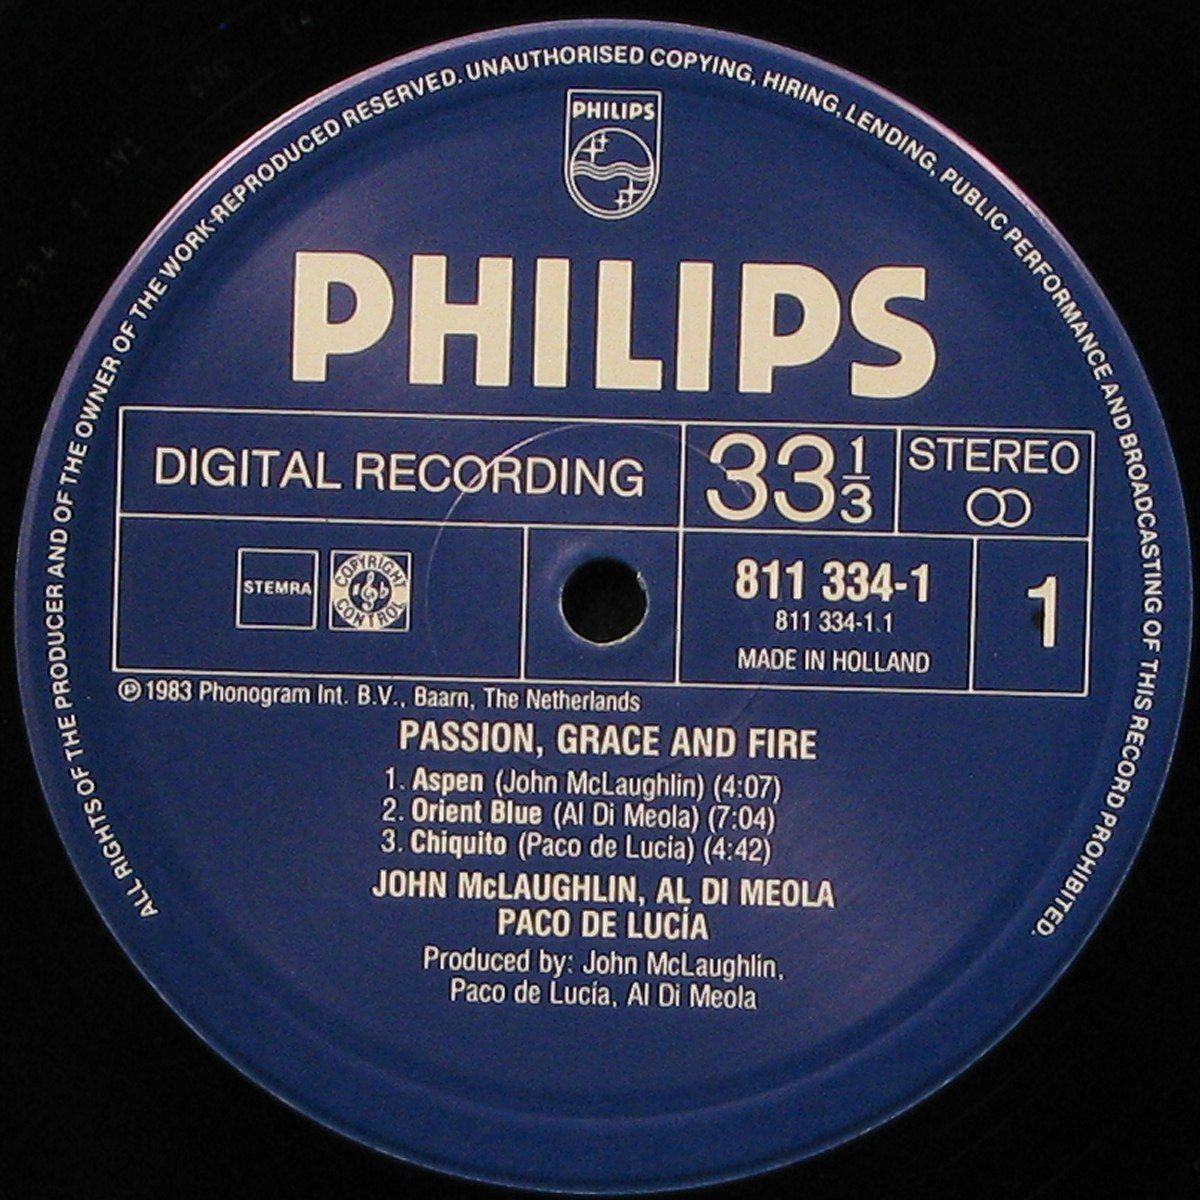 ALL RIGHTS OF THE PRODUCER AND OF THE OWNER OF THE WORK REPRODUCED RESERVED. UNAUTHORISED COPYING, HIRING, LENDING, PUBLIC PERFORMANCE AND BROADCASTING OF THIS RECORD PROHIBITED.
PHILIPS
PHILIPS
DIGITAL RECORDING
33 1/3
STEREO
STEMRA
COPYRIGHT CONTROL
811 334-1
811 334-1.1
MADE IN HOLLAND
1
℗ 1983 Phonogram Int. B.V., Baarn, The Netherlands
PASSION, GRACE AND FIRE
1. Aspen (John McLaughlin) (4:07)
2. Orient Blue (Al Di Meola) (7:04)
3. Chiquito (Paco de Lucia) (4:42)
JOHN McLAUGHLIN, AL DI MEOLA
PACO DE LUCÍA
Produced by: John McLaughlin,
Paco de Lucía, Al Di Meola